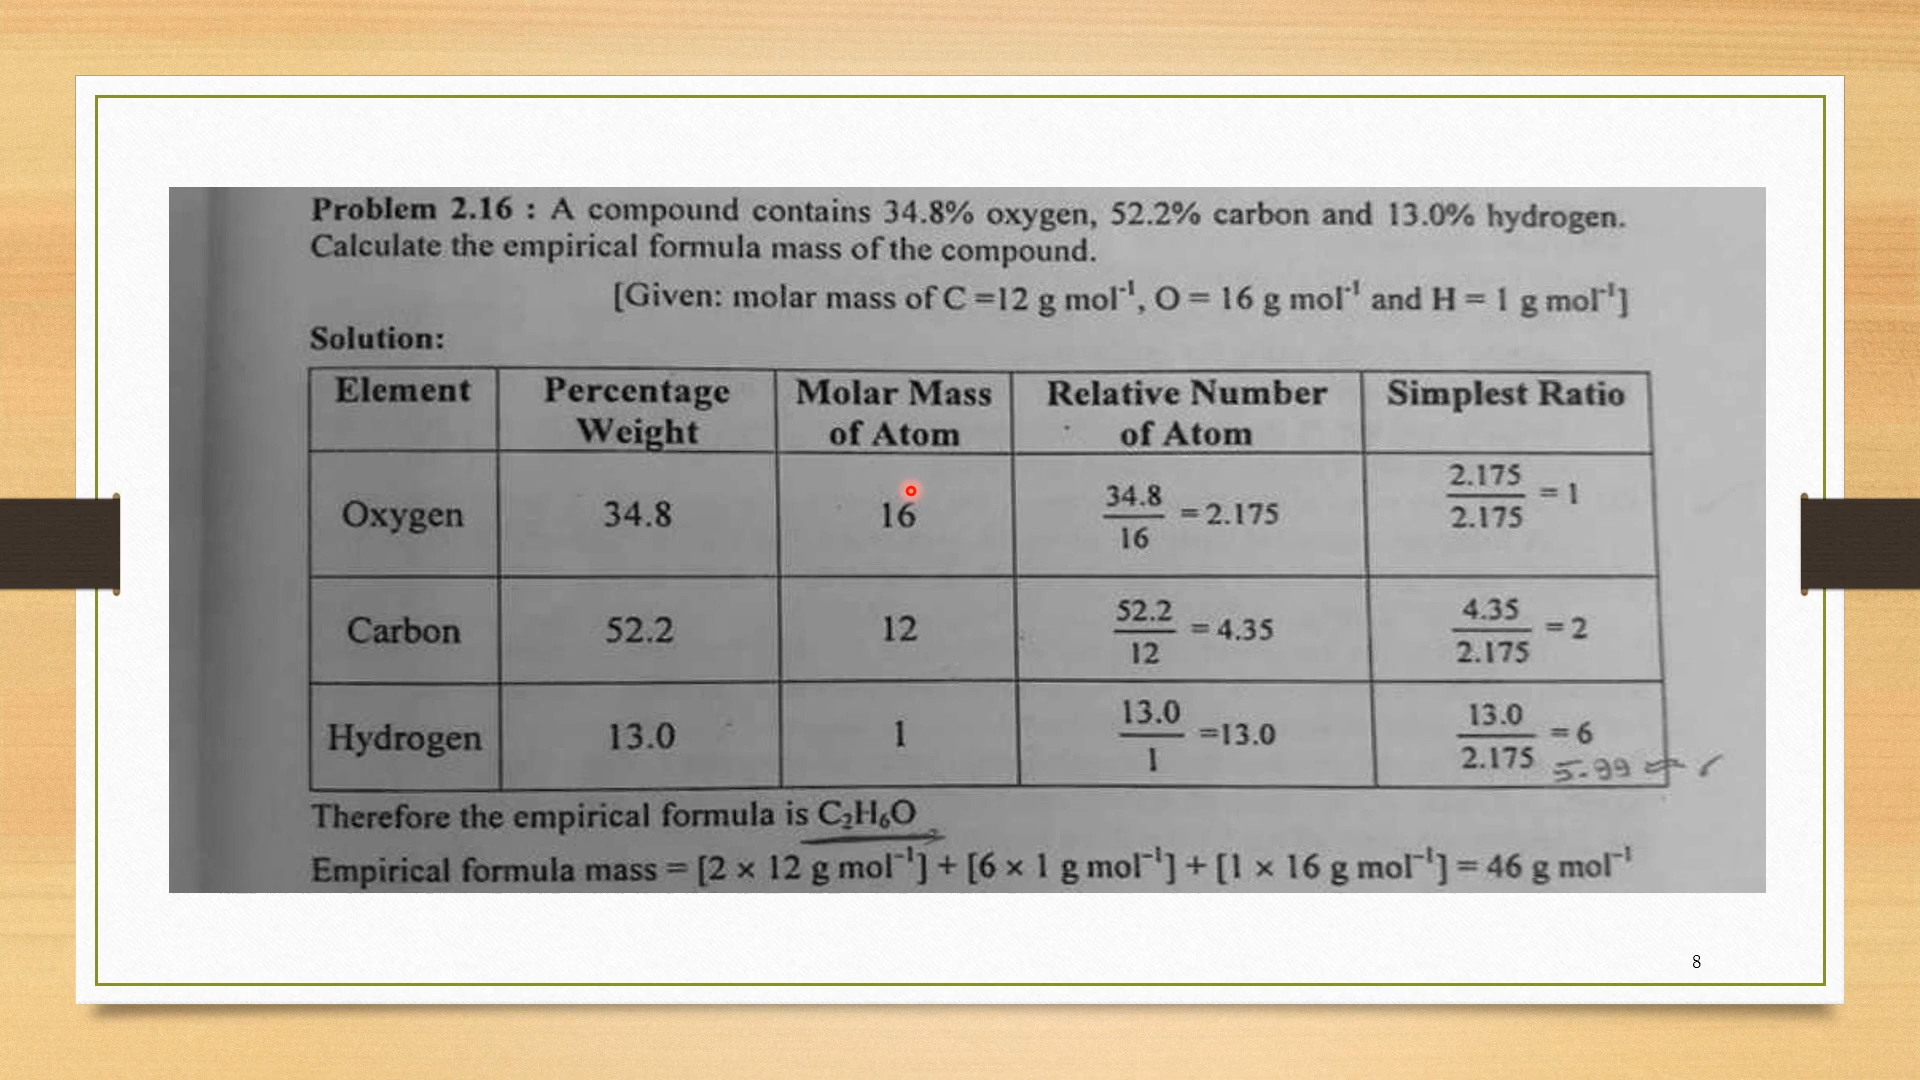 Problem 2.16 : A compound contains 34.8% oxygen, 52.2% carbon and 13.0% hydrogen.
Calculate the empirical formula mass of the compound.
[Given: molar mass of C =12 g mol⁻¹, O = 16 g mol⁻¹ and H = 1 g mol⁻¹]
Solution:
Element Percentage Weight Molar Mass of Atom Relative Number of Atom Simplest Ratio
Oxygen 34.8 16 34.8/16 = 2.175 2.175/2.175 = 1
Carbon 52.2 12 52.2/12 = 4.35 4.35/2.175 = 2
Hydrogen 13.0 1 13.0/1 =13.0 13.0/2.175 = 6
5.99
Therefore the empirical formula is C₂H₆O
Empirical formula mass = [2 × 12 g mol⁻¹] + [6 × 1 g mol⁻¹] + [1 × 16 g mol⁻¹] = 46 g mol⁻¹
8